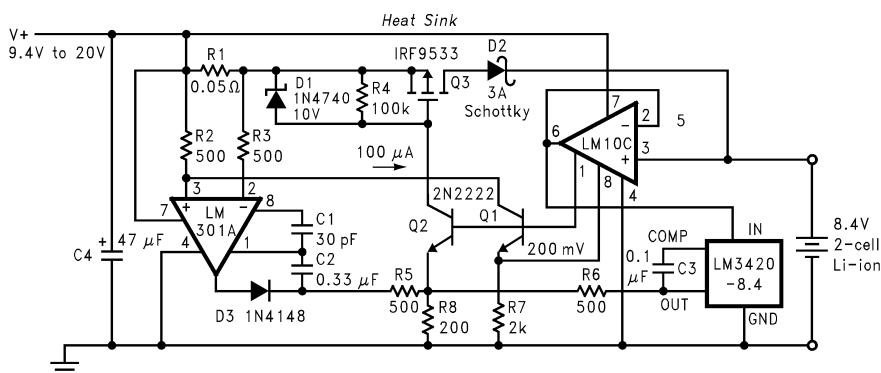 Heat Sink
V+
9.4V to 20V
R1
0.05Ω
IRF9533
D2
3A
Schottky
Q3
D1
1N4740
10V
R4
100k
7
6
2
−
5
LM10C
3
+
1
8
4
R2
500
R3
500
100 μA
2N2222
Q2
Q1
200 mV
3
2
+
−
7
8
LM
301A
4
1
C1
30 pF
C2
0.33 μF
+
C4
47 μF
D3 1N4148
R5
500
R6
500
R8
200
R7
2k
0.1
μF
C3
COMP
IN
LM3420
-8.4
OUT
GND
8.4V
2-cell
Li-ion